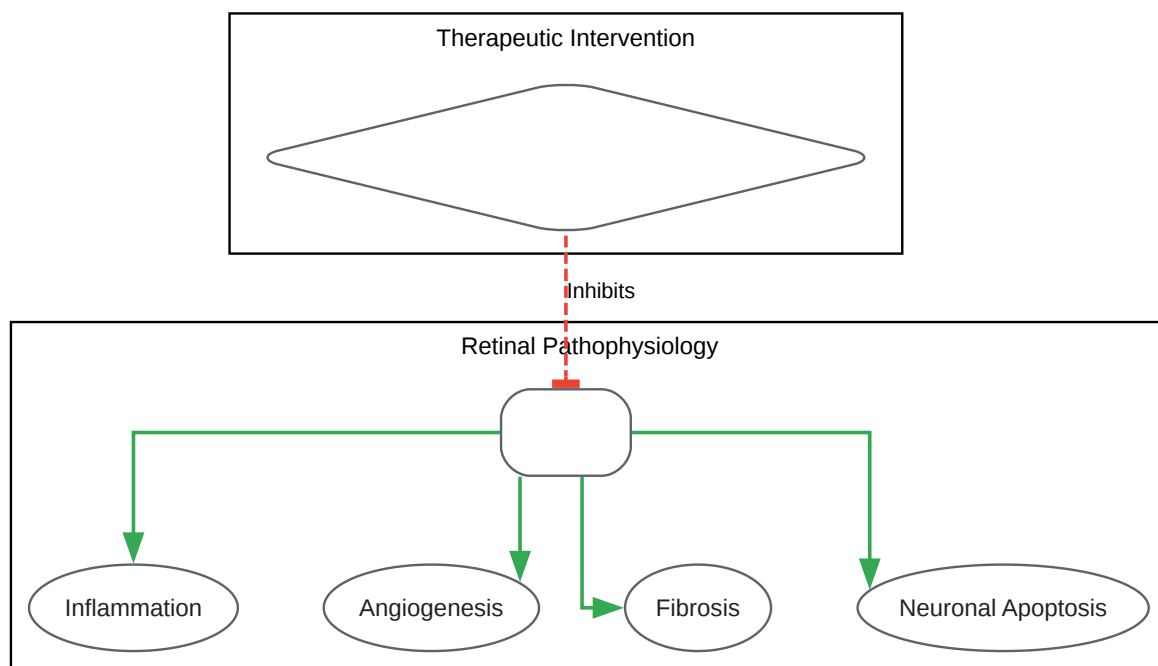 Therapeutic Intervention
Inhibits
Retinal Pathophysiology
Inflammation
Angiogenesis
Fibrosis
Neuronal Apoptosis